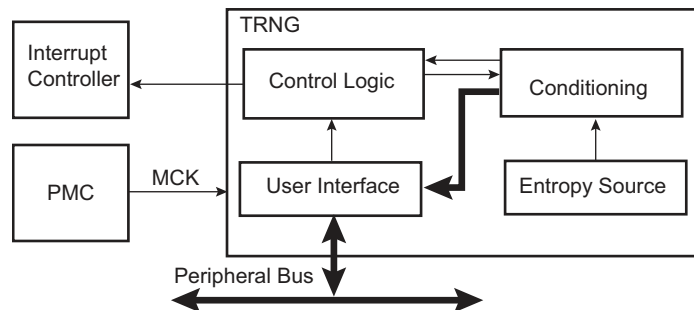 TRNG
Interrupt
Controller
Control Logic
Conditioning
PMC
MCK
User Interface
Entropy Source
Peripheral Bus